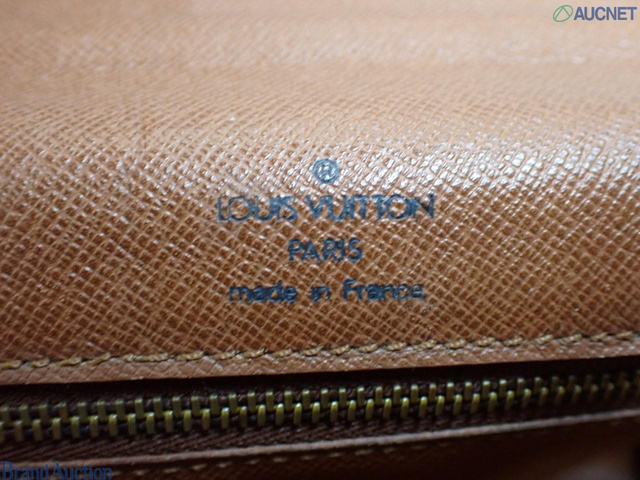 AUCNET
®
LOUIS VUITTON
PARIS
made in France
Brand Auction